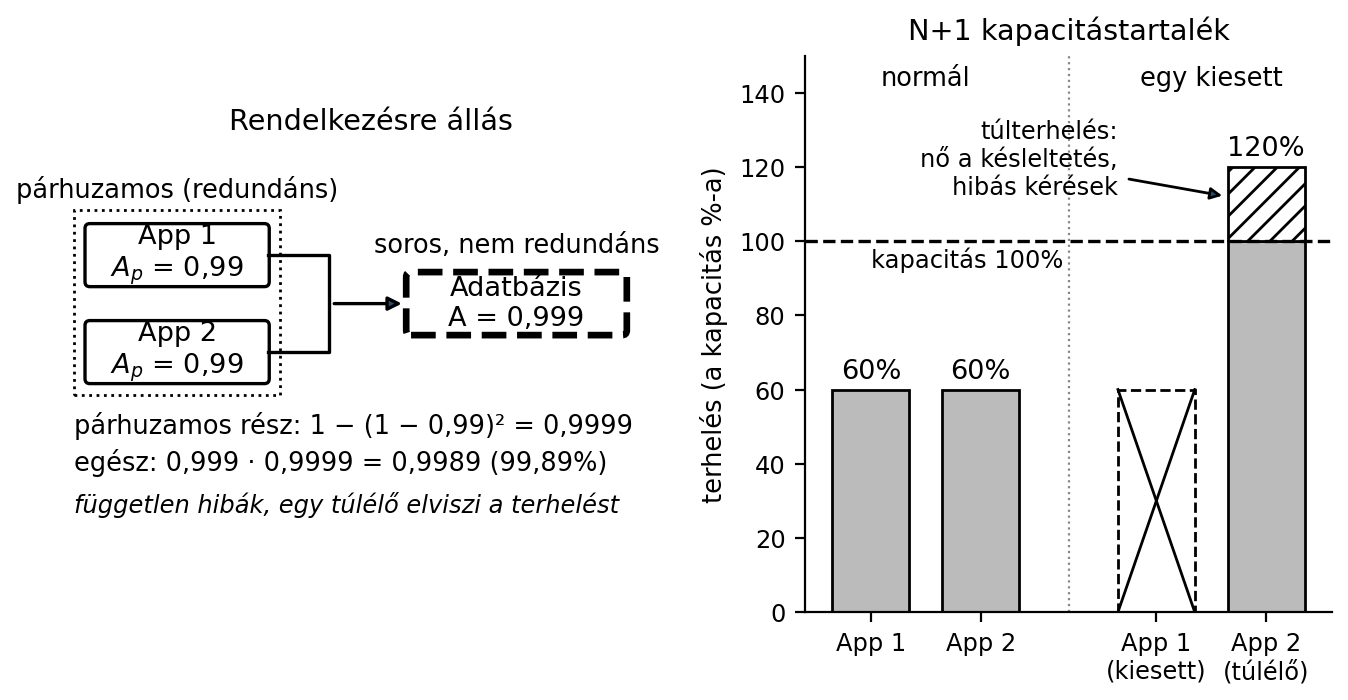 Rendelkezésre állás
párhuzamos (redundáns)
App 1
Aₚ = 0,99
App 2
Aₚ = 0,99
soros, nem redundáns
Adatbázis
A = 0,999
párhuzamos rész: 1 − (1 − 0,99)² = 0,9999
egész: 0,999 · 0,9999 = 0,9989 (99,89%)
független hibák, egy túlélő elviszi a terhelést
N+1 kapacitástartalék
terhelés (a kapacitás %-a)
140
120
100
80
60
40
20
0
normál
egy kiesett
túlterhelés:
nő a késleltetés,
hibás kérések
120%
kapacitás 100%
60%
60%
App 1
App 2
App 1
(kiesett)
App 2
(túlélő)